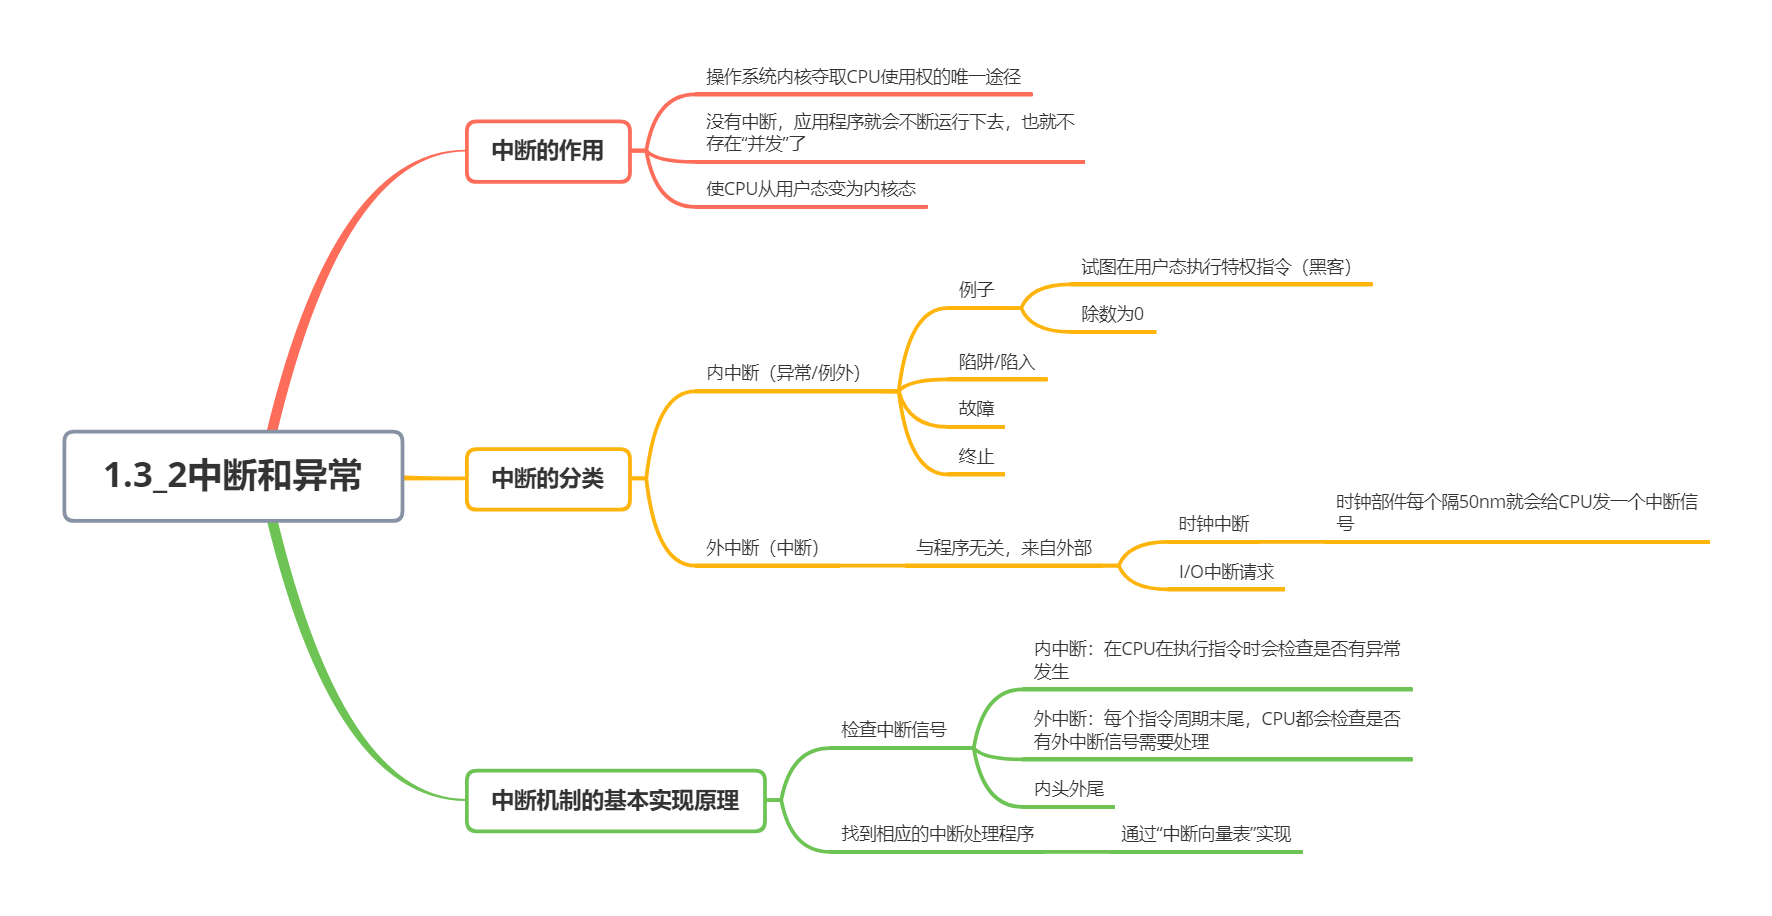 1.3_2中断和异常
中断的作用
操作系统内核夺取CPU使用权的唯一途径
没有中断，应用程序就会不断运行下去，也就不
存在“并发”了
使CPU从用户态变为内核态
中断的分类
内中断（异常/例外）
例子
试图在用户态执行特权指令（黑客）
除数为0
陷阱/陷入
故障
终止
外中断（中断）
与程序无关，来自外部
时钟中断
时钟部件每个隔50nm就会给CPU发一个中断信
号
I/O中断请求
中断机制的基本实现原理
检查中断信号
内中断：在CPU在执行指令时会检查是否有异常
发生
外中断：每个指令周期末尾，CPU都会检查是否
有外中断信号需要处理
内头外尾
找到相应的中断处理程序
通过“中断向量表”实现